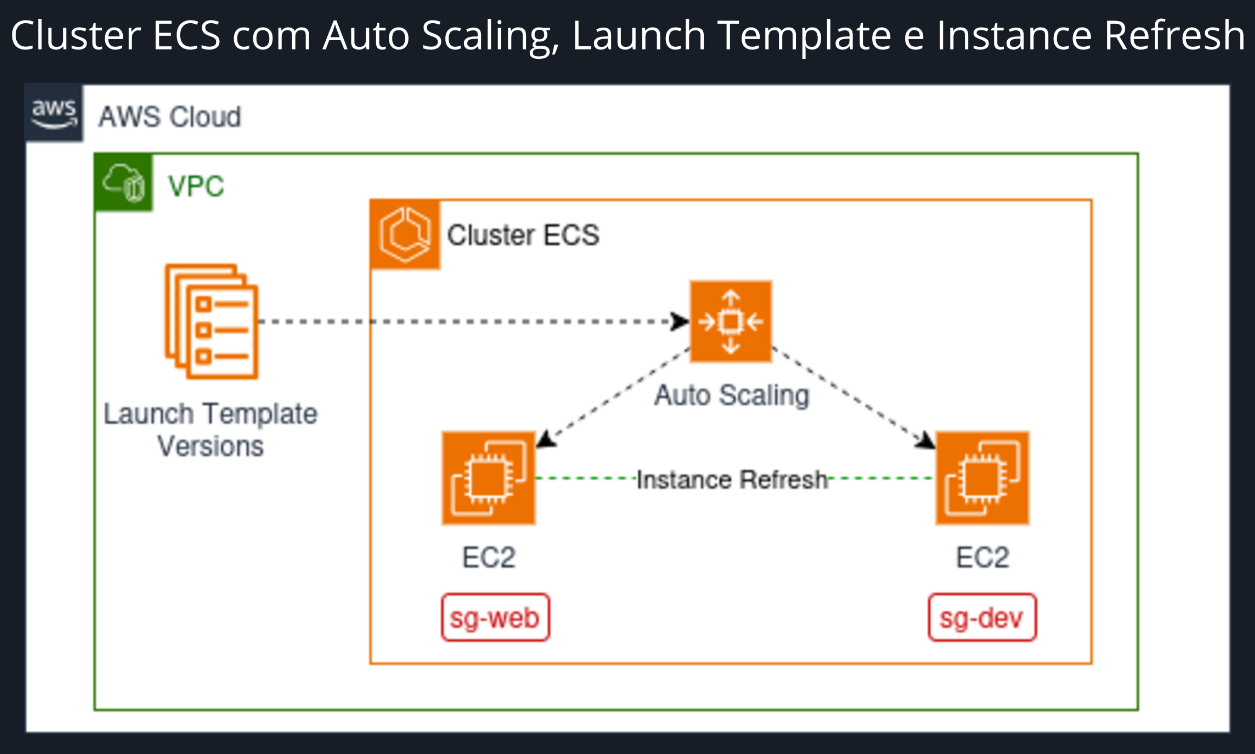 Cluster ECS com Auto Scaling, Launch Template e Instance Refresh
aws
AWS Cloud
VPC
Cluster ECS
Auto Scaling
Launch Template
Versions
Instance Refresh
EC2
EC2
sg-web
sg-dev